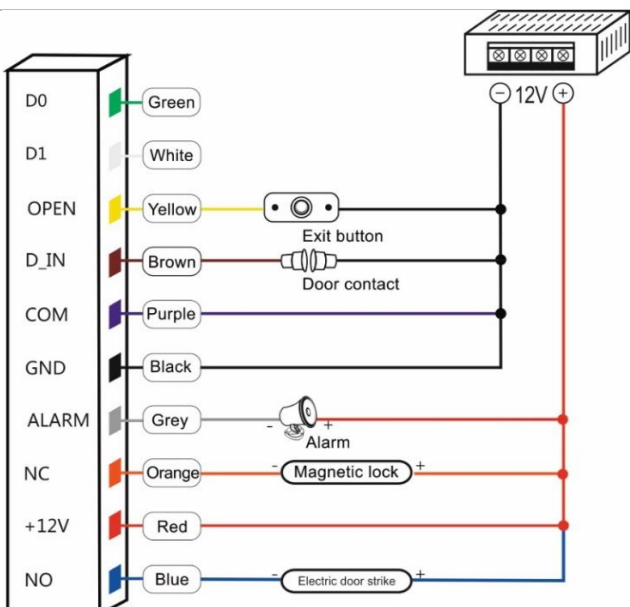 − 12V +
D0 Green
D1 White
OPEN Yellow
Exit button
D_IN Brown
Door contact
COM Purple
GND Black
ALARM Grey - +
Alarm
NC Orange - Magnetic lock +
+12V Red
NO Blue - Electric door strike +